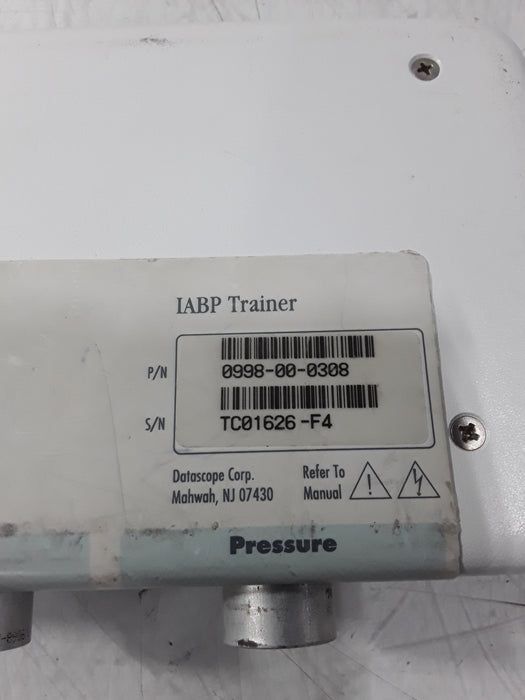 IABP Trainer
P/N 0998-00-0308
S/N TC01626-F4
Datascope Corp.
Mahwah, NJ 07430
Refer To
Manual
Pressure